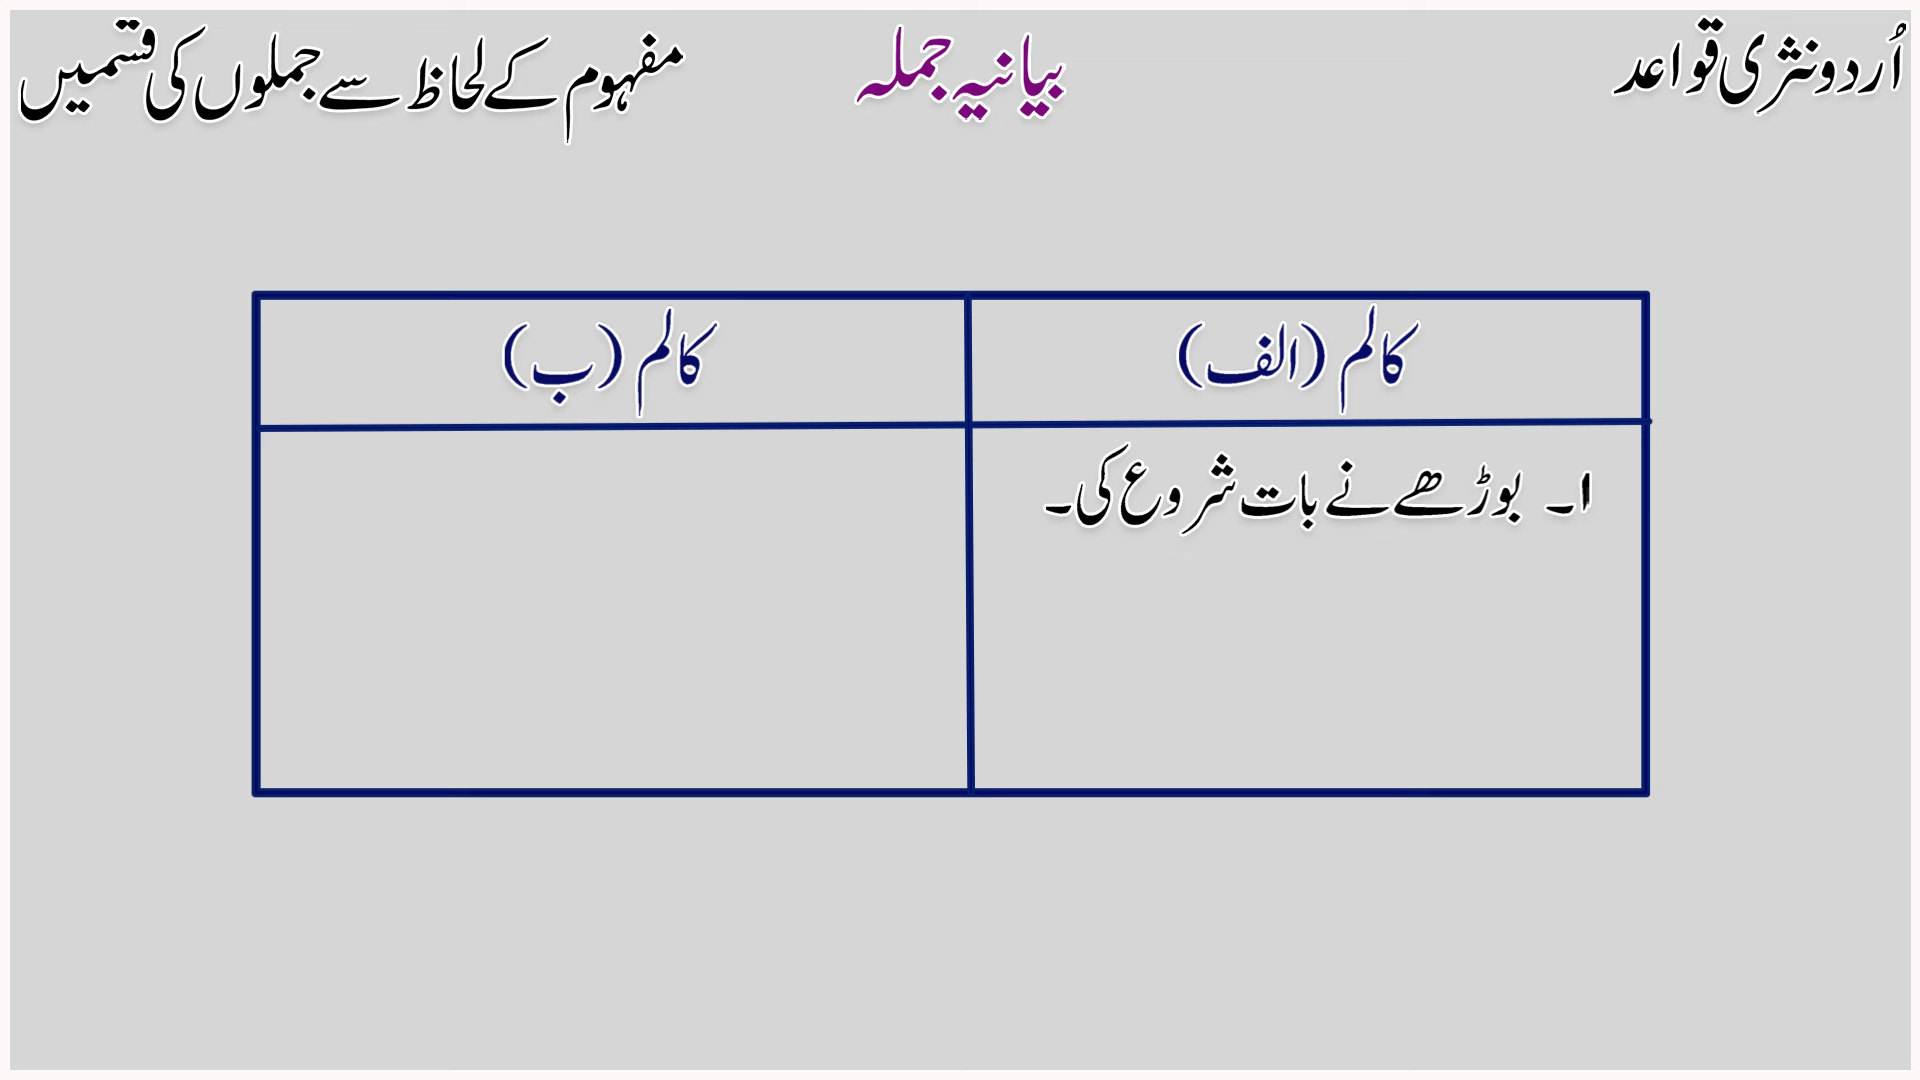 اُردو نثری قواعد
بیانیہ جملہ
مفہوم کے لحاظ سے جملوں کی قسمیں
کالم (الف)
کالم (ب)
۱۔ بوڑھے نے بات شروع کی۔